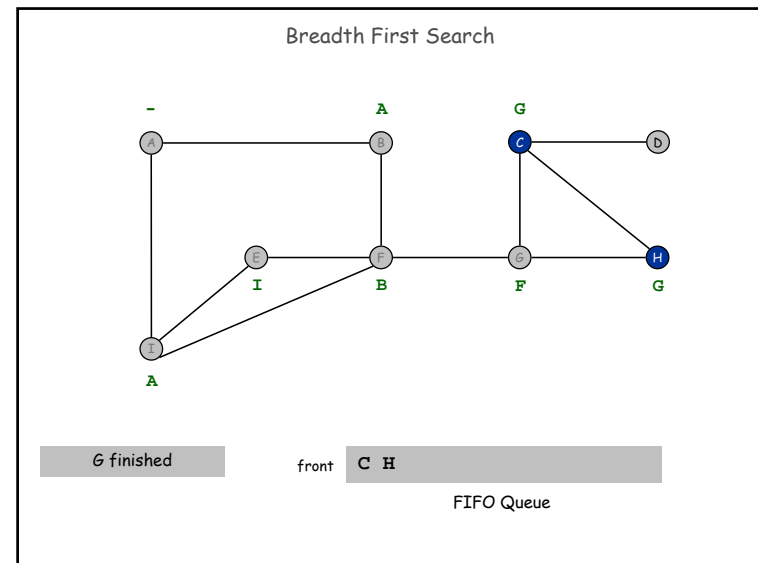 Breadth First Search
- A G
A B C D
E F G H
I B F G
I
A
G finished
front C H
FIFO Queue